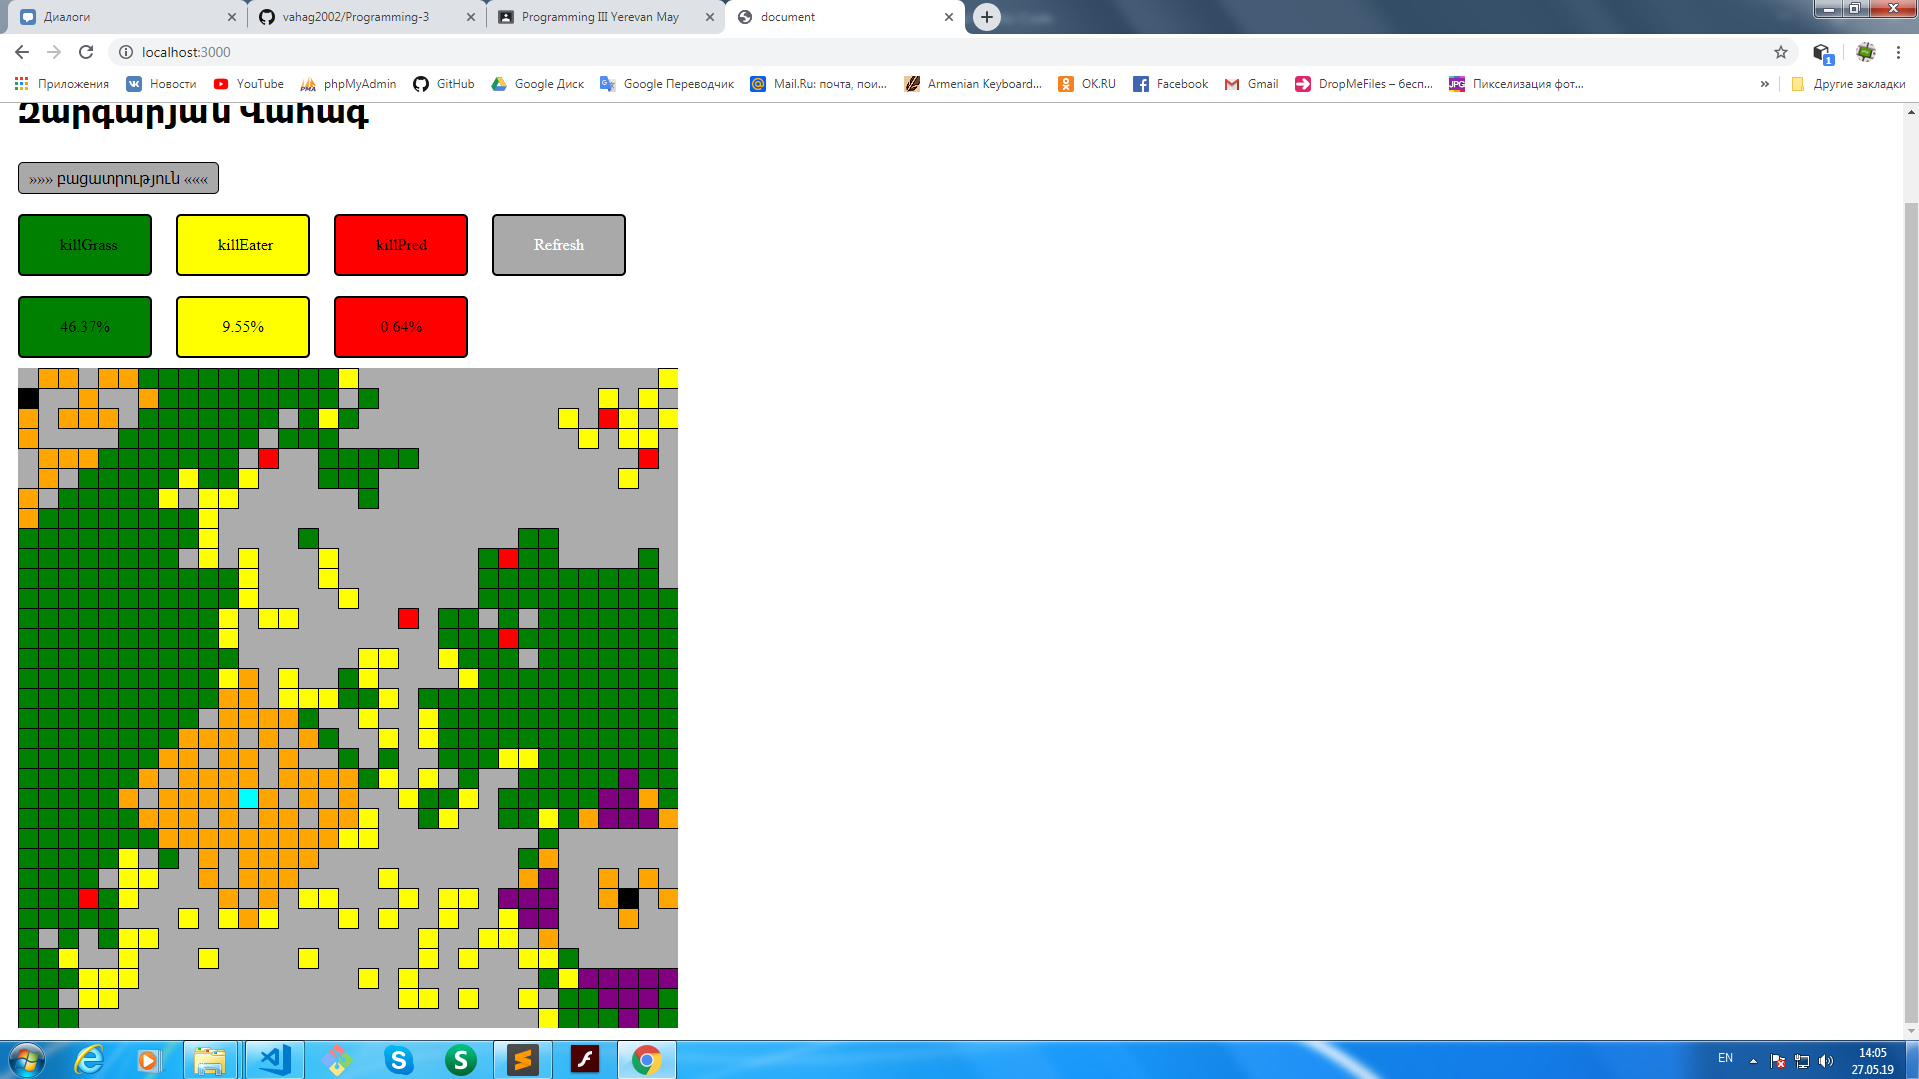 Диалоги
vahag2002/Programming-3
Programming III Yerevan May
document
localhost:3000
Приложения
Новости
YouTube
phpMyAdmin
GitHub
Google Диск
Google Переводчик
Mail.Ru: почта, пои...
Armenian Keyboard...
OK.RU
Facebook
Gmail
DropMeFiles – бесп...
JPG
Пикселизация фот...
»
Другие закладки
Զարգարյան Վահագ
»»» բացատրություն «««
killGrass
killEater
killPred
Refresh
46.37%
9.55%
0.64%
EN
14:05
27.05.19